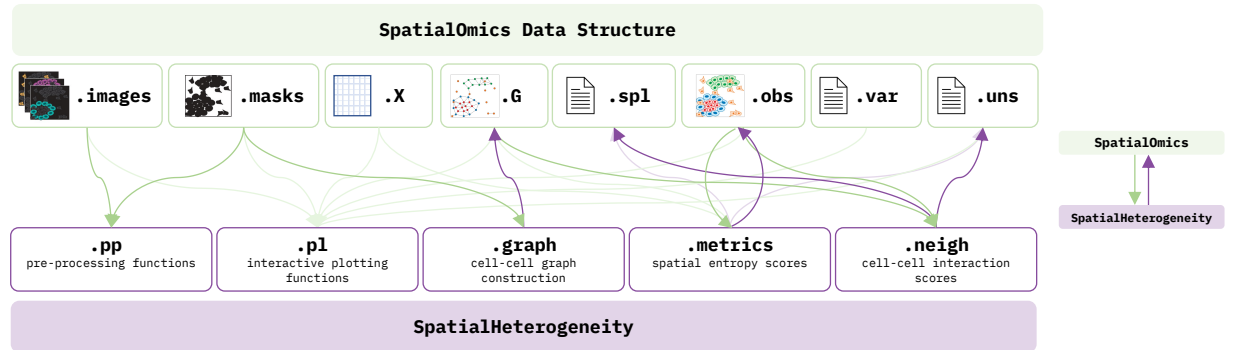 SpatialOmics Data Structure
.images
.masks
.X
.G
.spl
.obs
.var
.uns
SpatialOmics
SpatialHeterogeneity
.pp
pre-processing functions
.pl
interactive plotting
functions
.graph
cell-cell graph
construction
.metrics
spatial entropy scores
.neigh
cell-cell interaction
scores
SpatialHeterogeneity